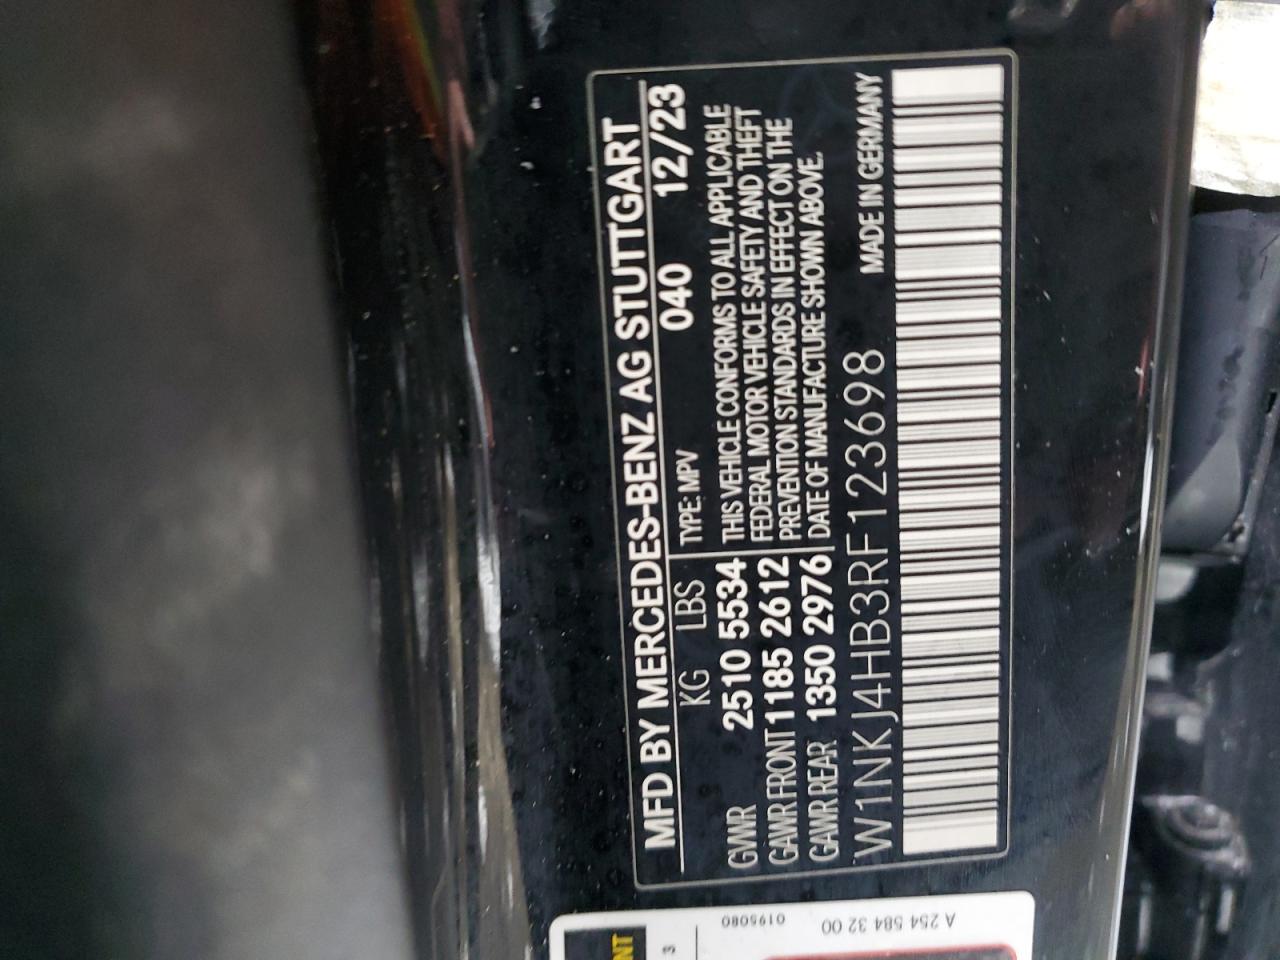 MFD BY MERCEDES-BENZ AG STUTTGART
KG LBS TYPE: MPV 040 12/23
GVWR 2510 5534 THIS VEHICLE CONFORMS TO ALL APPLICABLE
GAWR FRONT 1185 2612 FEDERAL MOTOR VEHICLE SAFETY AND THEFT
PREVENTION STANDARDS IN EFFECT ON THE
GAWR REAR 1350 2976 DATE OF MANUFACTURE SHOWN ABOVE.
W1NKJ4HB3RF123698 MADE IN GERMANY
A 254 584 32 00
0195080
3
NT